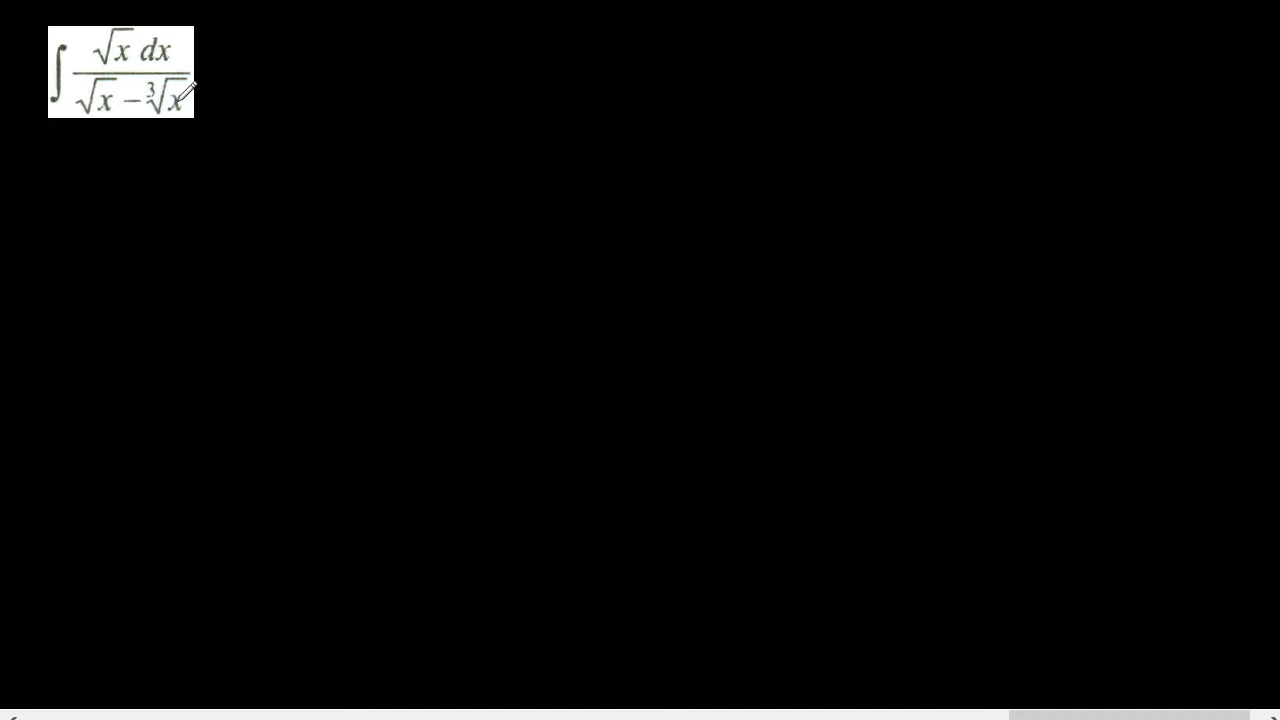 ∫ √x dx / (√x − ∛x)